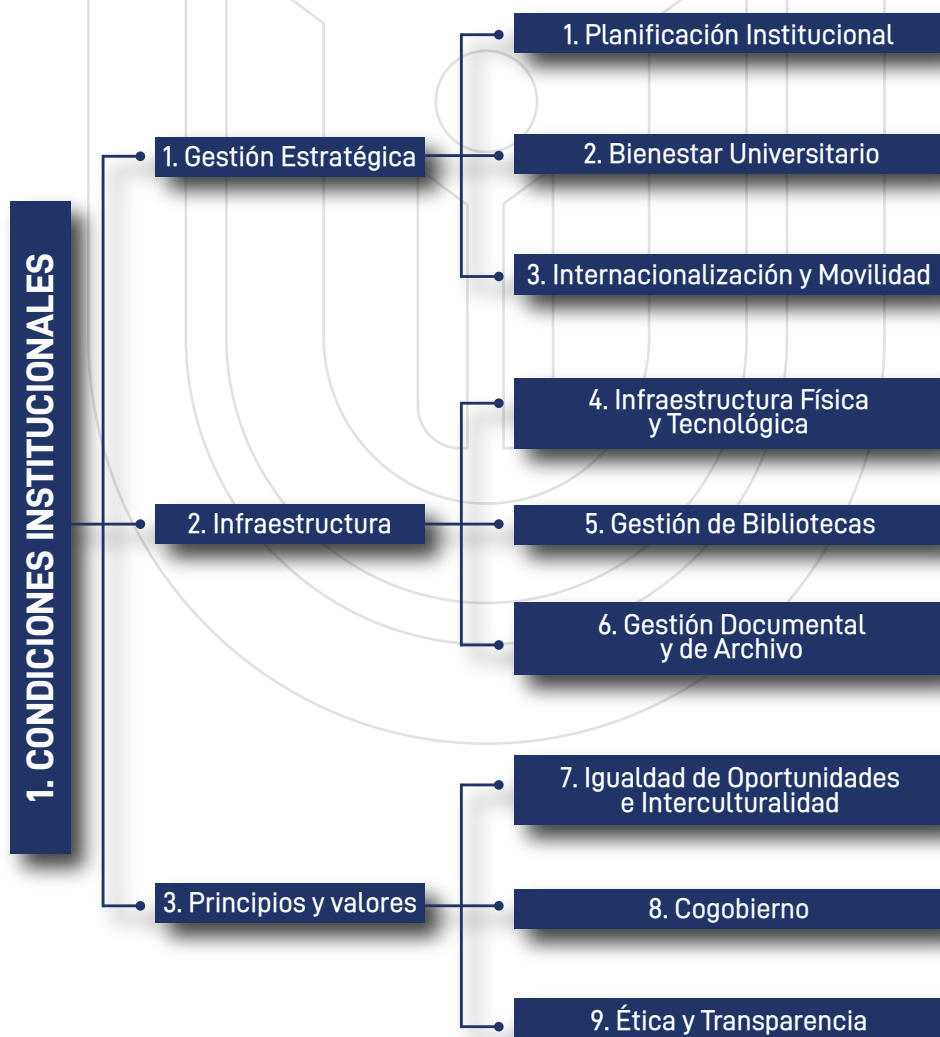 1. CONDICIONES INSTITUCIONALES
1. Gestión Estratégica
1. Planificación Institucional
2. Bienestar Universitario
3. Internacionalización y Movilidad
2. Infraestructura
4. Infraestructura Física
y Tecnológica
5. Gestión de Bibliotecas
6. Gestión Documental
y de Archivo
3. Principios y valores
7. Igualdad de Oportunidades
e Interculturalidad
8. Cogobierno
9. Ética y Transparencia